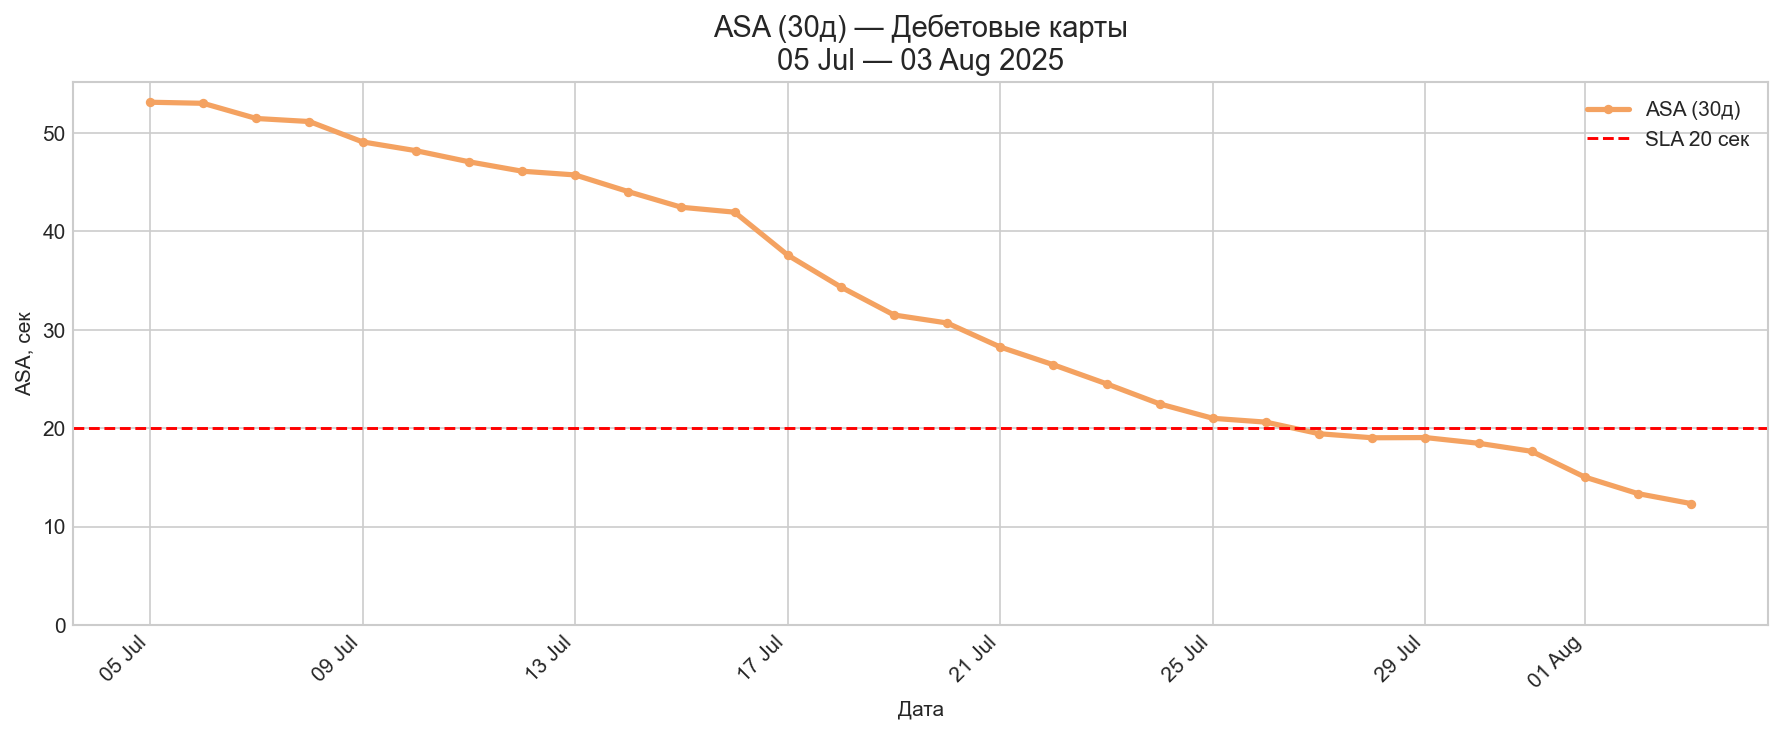 ASA (30д) — Дебетовые карты
05 Jul — 03 Aug 2025
ASA (30д)
SLA 20 сек
ASA, сек
50
40
30
20
10
0
05 Jul
09 Jul
13 Jul
17 Jul
21 Jul
25 Jul
29 Jul
01 Aug
Дата